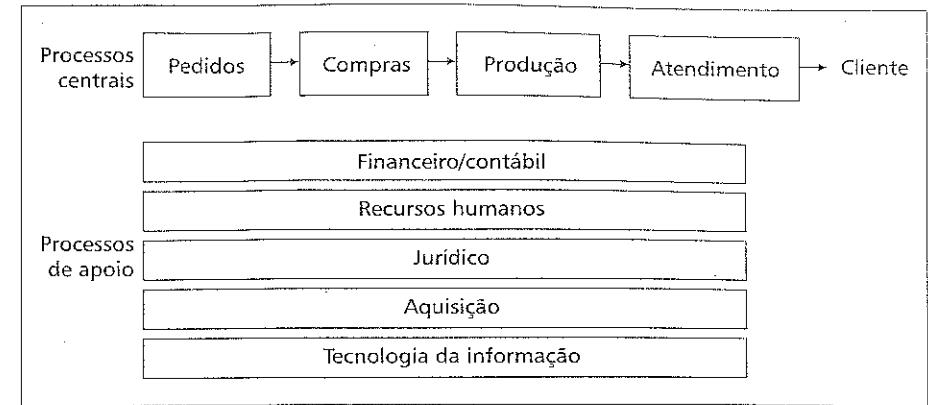 Processos
centrais
Pedidos
Compras
Produção
Atendimento
Cliente
Financeiro/contábil
Recursos humanos
Processos
de apoio
Jurídico
Aquisição
Tecnologia da informação